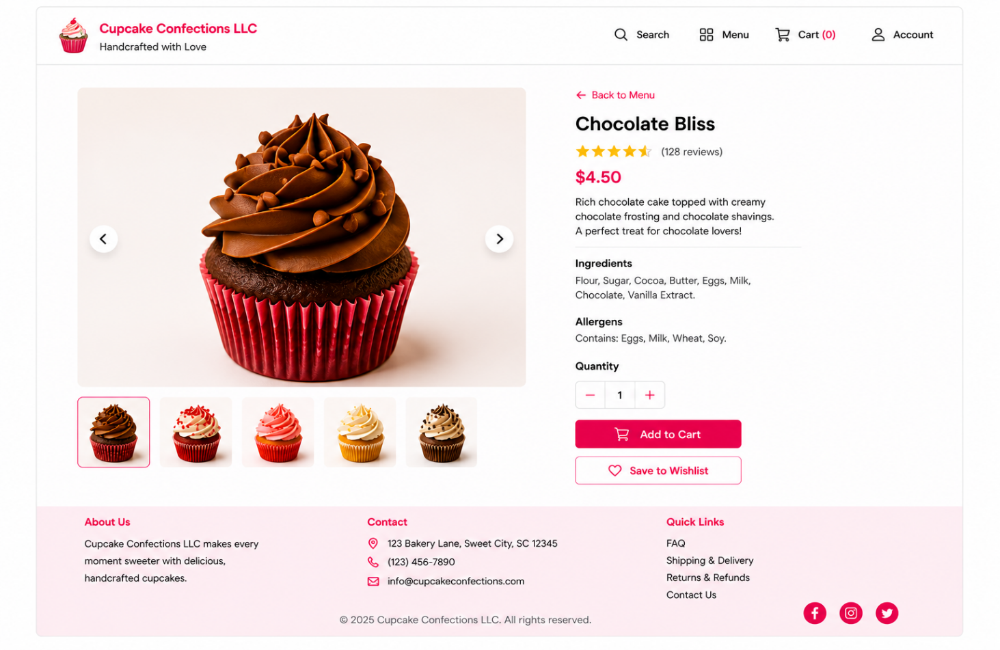 Cupcake Confections LLC
Handcrafted with Love
Search
Menu
Cart (0)
Account
← Back to Menu
Chocolate Bliss
(128 reviews)
$4.50
Rich chocolate cake topped with creamy
chocolate frosting and chocolate shavings.
A perfect treat for chocolate lovers!
Ingredients
Flour, Sugar, Cocoa, Butter, Eggs, Milk,
Chocolate, Vanilla Extract.
Allergens
Contains: Eggs, Milk, Wheat, Soy.
Quantity
− 1 +
Add to Cart
Save to Wishlist
About Us
Cupcake Confections LLC makes every
moment sweeter with delicious,
handcrafted cupcakes.
Contact
123 Bakery Lane, Sweet City, SC 12345
(123) 456-7890
info@cupcakeconfections.com
Quick Links
FAQ
Shipping & Delivery
Returns & Refunds
Contact Us
© 2025 Cupcake Confections LLC. All rights reserved.